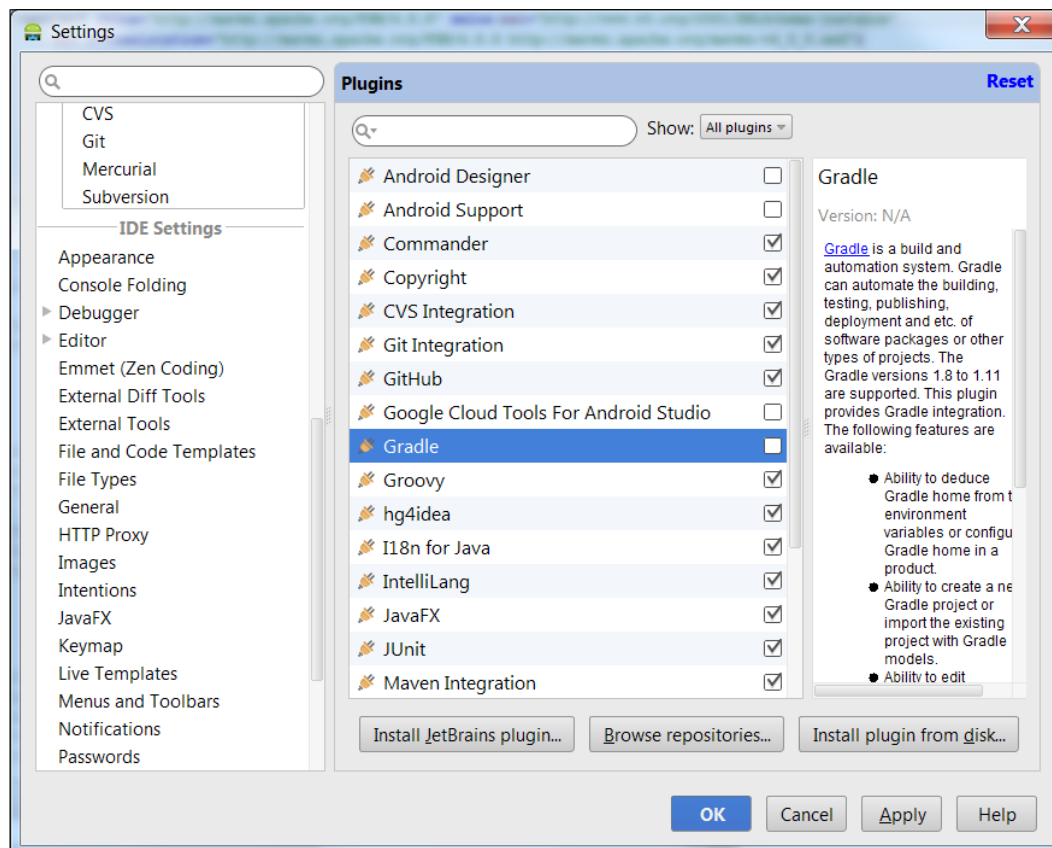 Settings
CVS
Git
Mercurial
Subversion
IDE Settings
Appearance
Console Folding
Debugger
Editor
Emmet (Zen Coding)
External Diff Tools
External Tools
File and Code Templates
File Types
General
HTTP Proxy
Images
Intentions
JavaFX
Keymap
Live Templates
Menus and Toolbars
Notifications
Passwords
Plugins
Reset
Show: All plugins
Android Designer
Android Support
Commander
Copyright
CVS Integration
Git Integration
GitHub
Google Cloud Tools For Android Studio
Gradle
Groovy
hg4idea
I18n for Java
IntelliLang
JavaFX
JUnit
Maven Integration
Gradle
Version: N/A
Gradle is a build and
automation system. Gradle
can automate the building,
testing, publishing,
deployment and etc. of
software packages or other
types of projects. The
Gradle versions 1.8 to 1.11
are supported. This plugin
provides Gradle integration.
The following features are
available:
Ability to deduce
Gradle home from t
environment
variables or configu
Gradle home in a
product.
Ability to create a ne
Gradle project or
import the existing
project with Gradle
models.
Ability to edit
Install JetBrains plugin...
Browse repositories...
Install plugin from disk...
OK
Cancel
Apply
Help